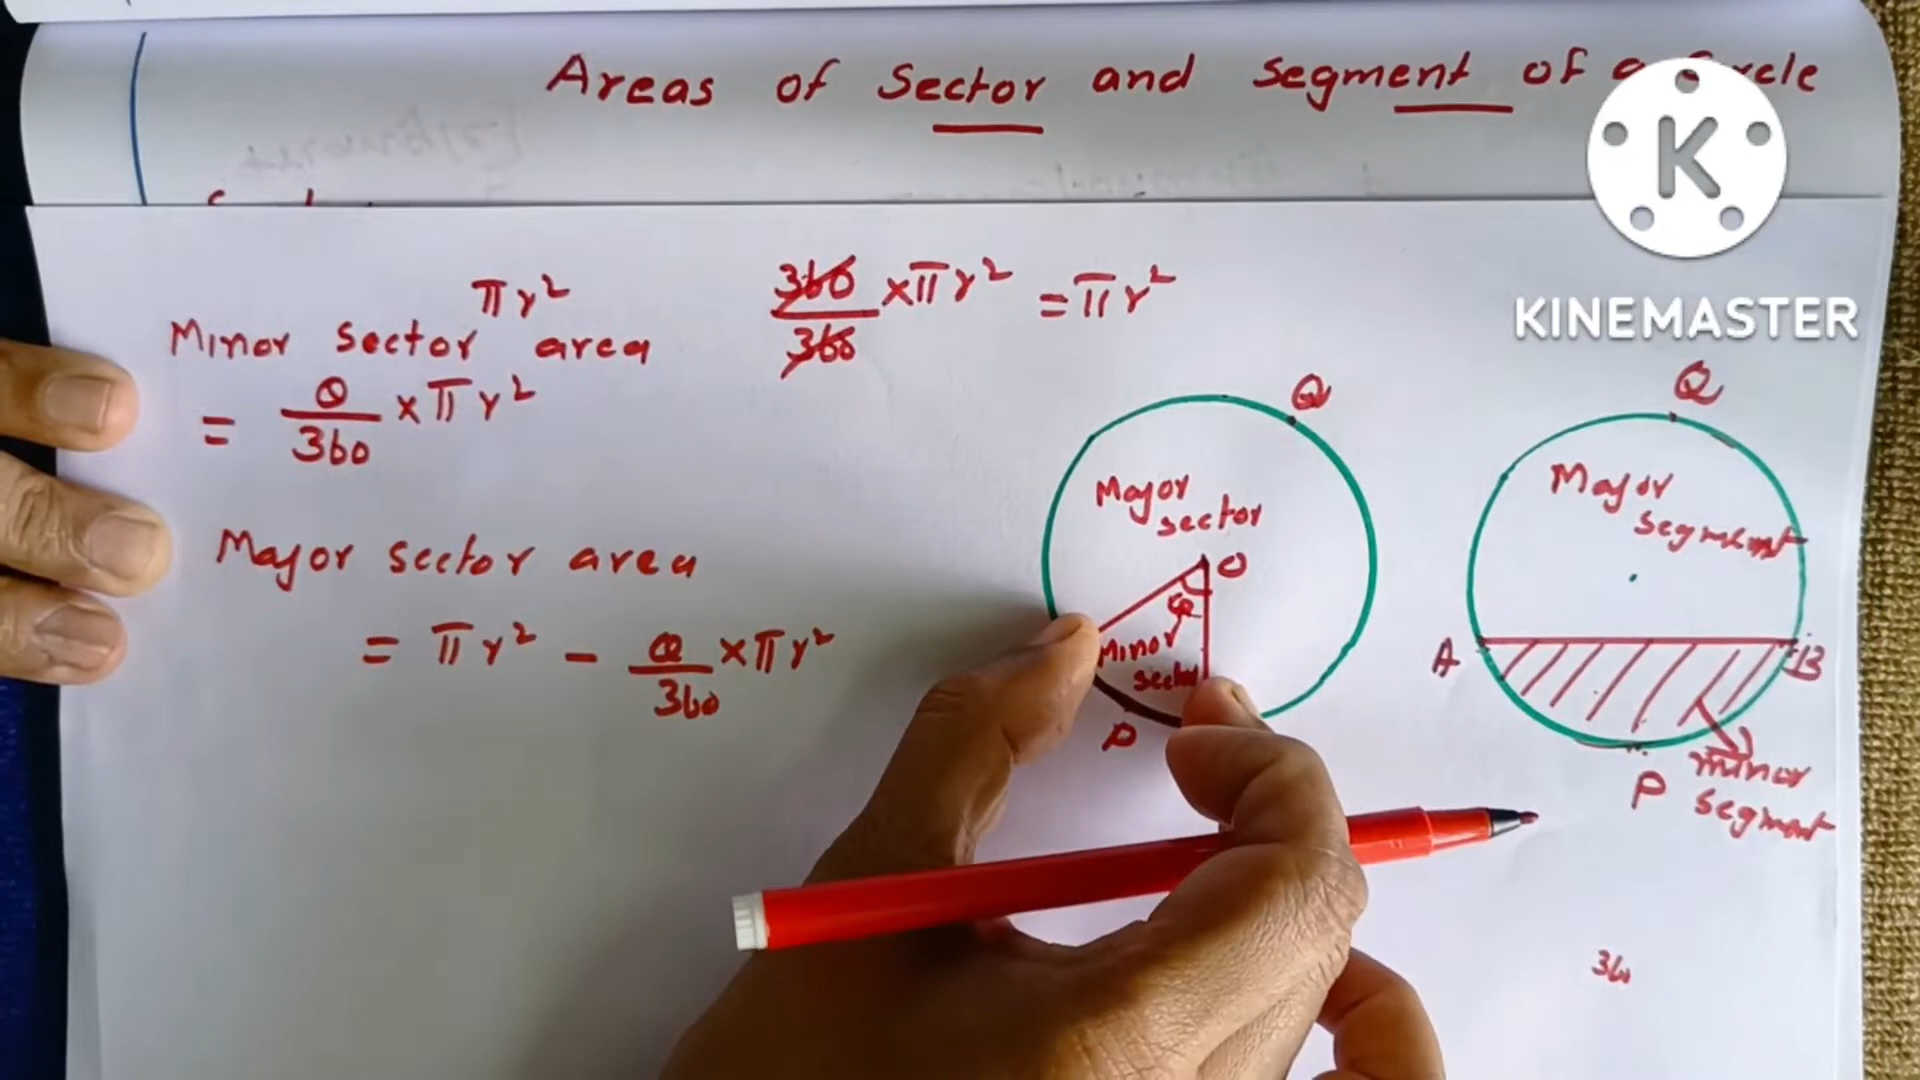 Areas of Sector and Segment of a Circle
πr²
Minor sector area
= θ/360 × πr²
360/360 × πr² = πr²
Major sector area
= πr² - θ/360 × πr²
Q
Major
sector
O
θ
Minor
sector
P
Q
Major
segment
A
B
P
minor
segment
360
K
KINEMASTER